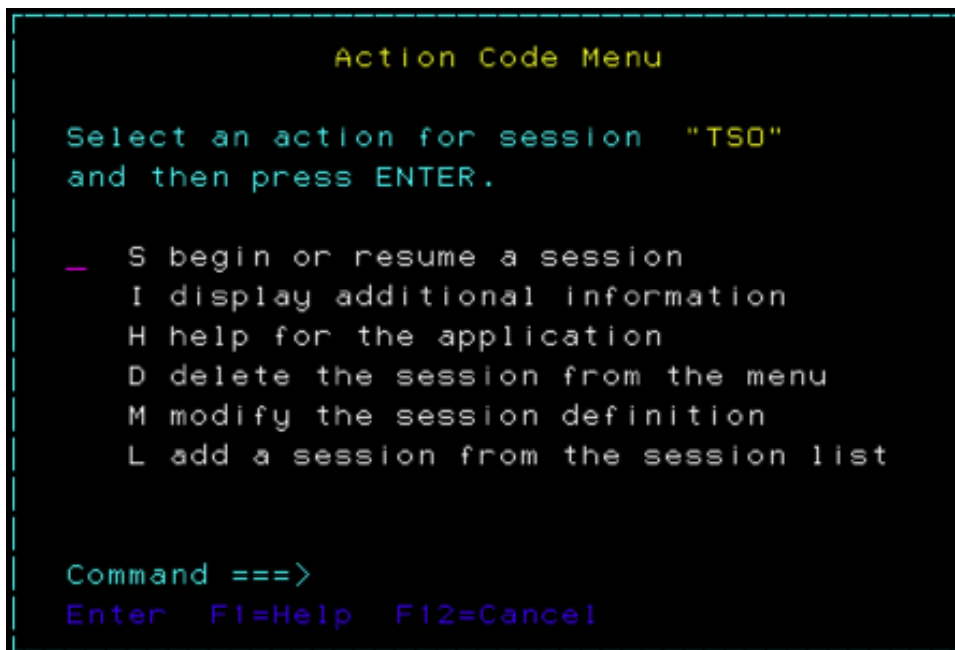 Action Code Menu
Select an action for session "TSO"
and then press ENTER.
_ S begin or resume a session
I display additional information
H help for the application
D delete the session from the menu
M modify the session definition
L add a session from the session list
Command ===>
Enter F1=Help F12=Cancel